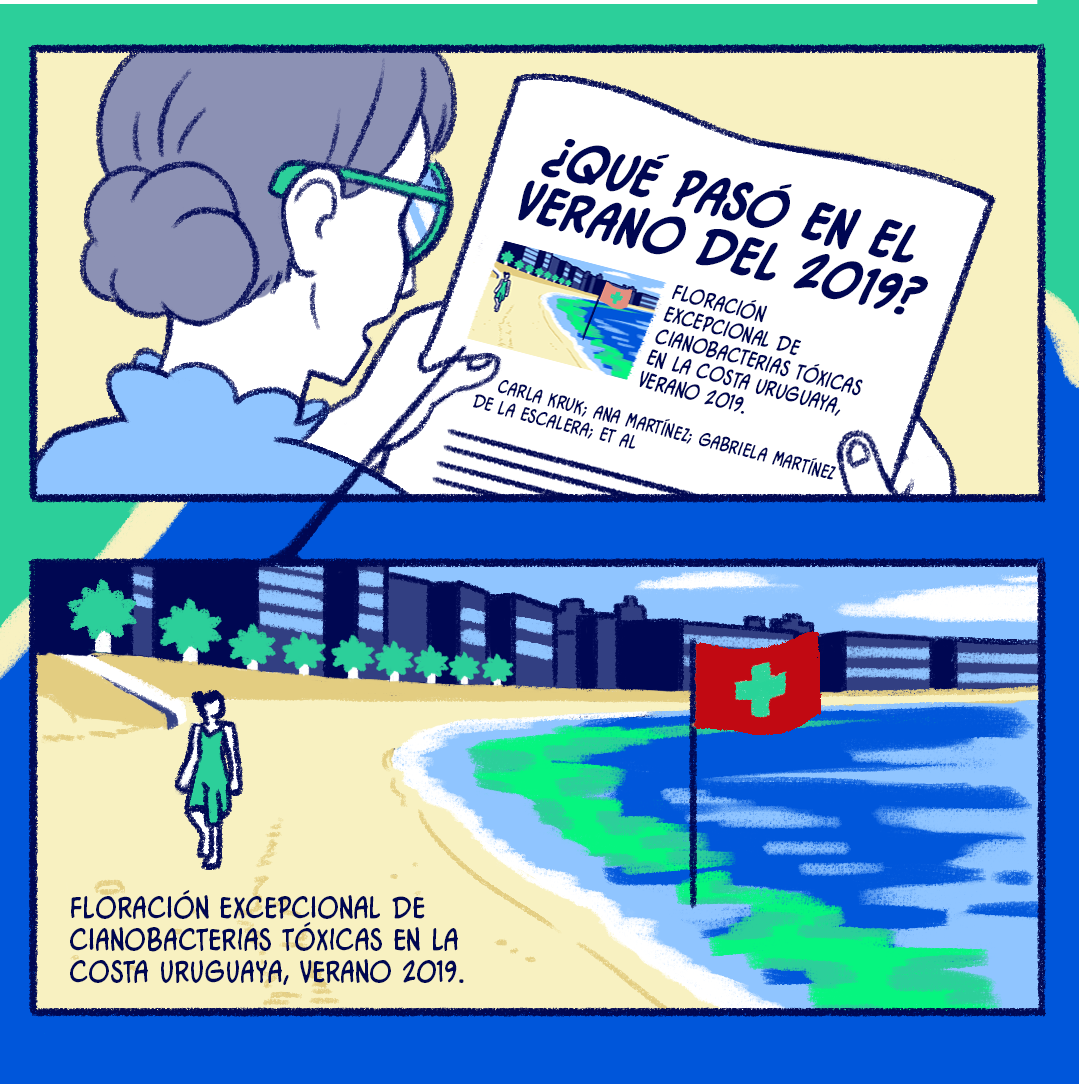 ¿QUÉ PASÓ EN EL
VERANO DEL 2019?
FLORACIÓN
EXCEPCIONAL DE
CIANOBACTERIAS TÓXICAS
EN LA COSTA URUGUAYA,
VERANO 2019.
CARLA KRUK; ANA MARTÍNEZ; GABRIELA MARTÍNEZ
DE LA ESCALERA; ET AL
FLORACIÓN EXCEPCIONAL DE
CIANOBACTERIAS TÓXICAS EN LA
COSTA URUGUAYA, VERANO 2019.